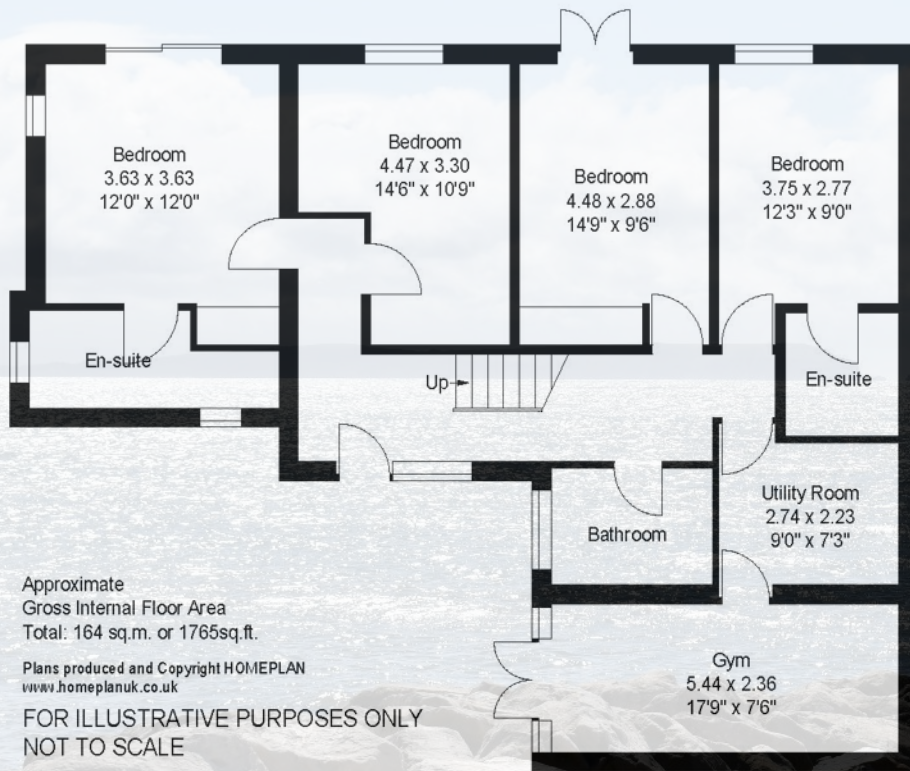 Bedroom
3.63 x 3.63
12'0" x 12'0"
Bedroom
4.47 x 3.30
14'6" x 10'9"
Bedroom
4.48 x 2.88
14'9" x 9'6"
Bedroom
3.75 x 2.77
12'3" x 9'0"
En-suite
Up
En-suite
Utility Room
2.74 x 2.23
9'0" x 7'3"
Bathroom
Gym
5.44 x 2.36
17'9" x 7'6"
Approximate
Gross Internal Floor Area
Total: 164 sq.m. or 1765sq.ft.
Plans produced and Copyright HOMEPLAN
www.homeplanuk.co.uk
FOR ILLUSTRATIVE PURPOSES ONLY
NOT TO SCALE